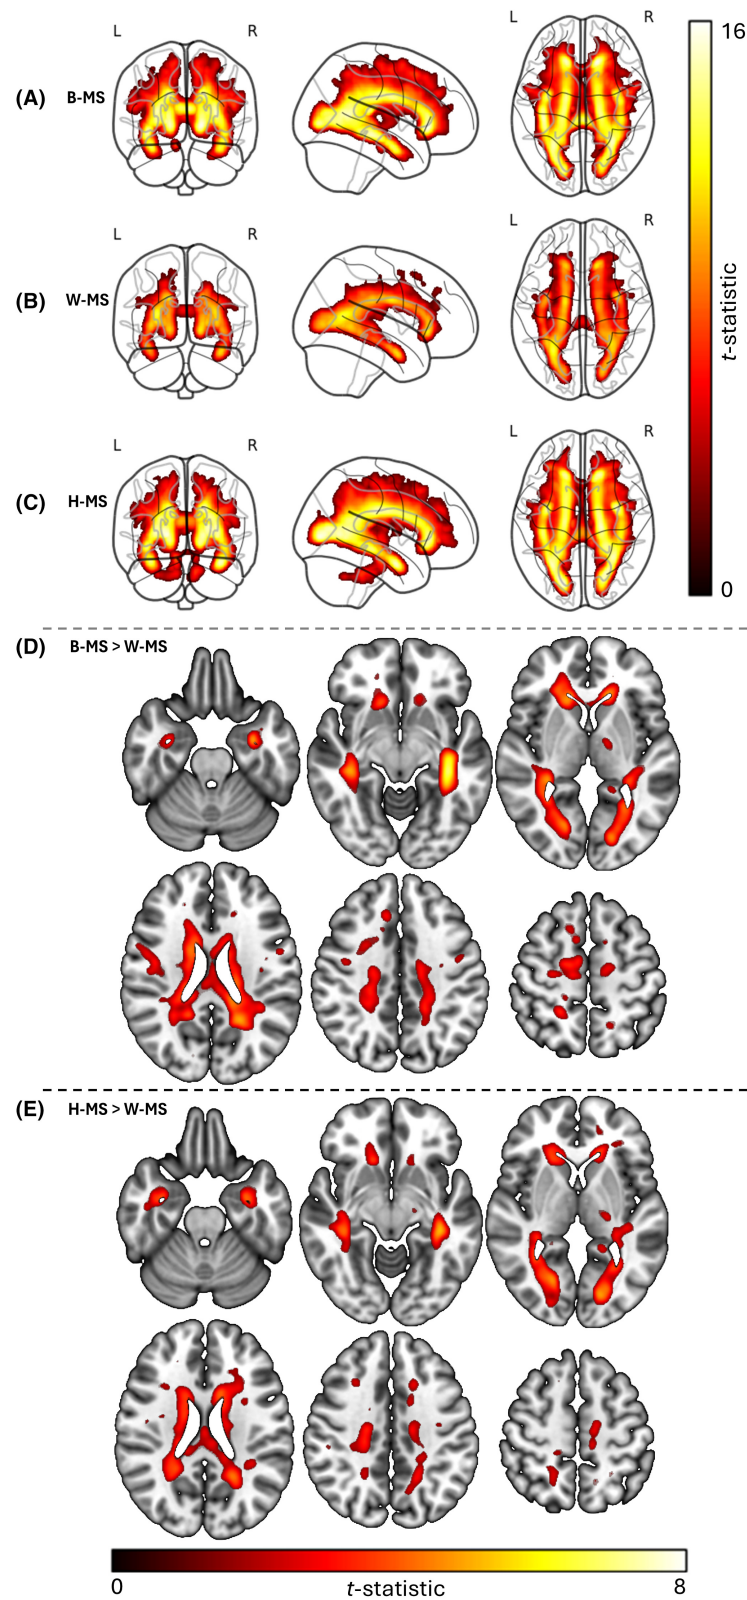 L R L R 16
(A) B-MS
L R L R
(B) W-MS
t-statistic
L R L R
(C) H-MS
0
(D) B-MS > W-MS
(E) H-MS > W-MS
0 t-statistic 8